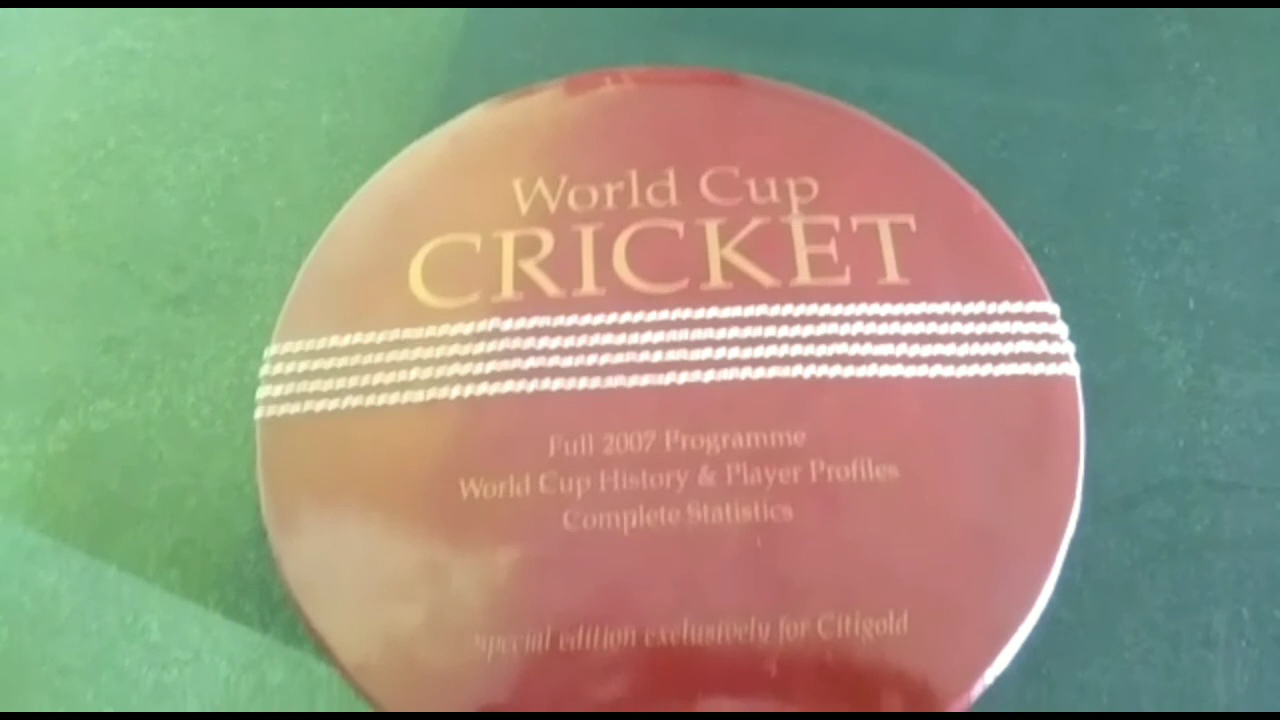 World Cup
CRICKET
Full 2007 Programme
World Cup History & Player Profiles
Complete Statistics
special edition exclusively for Citigold